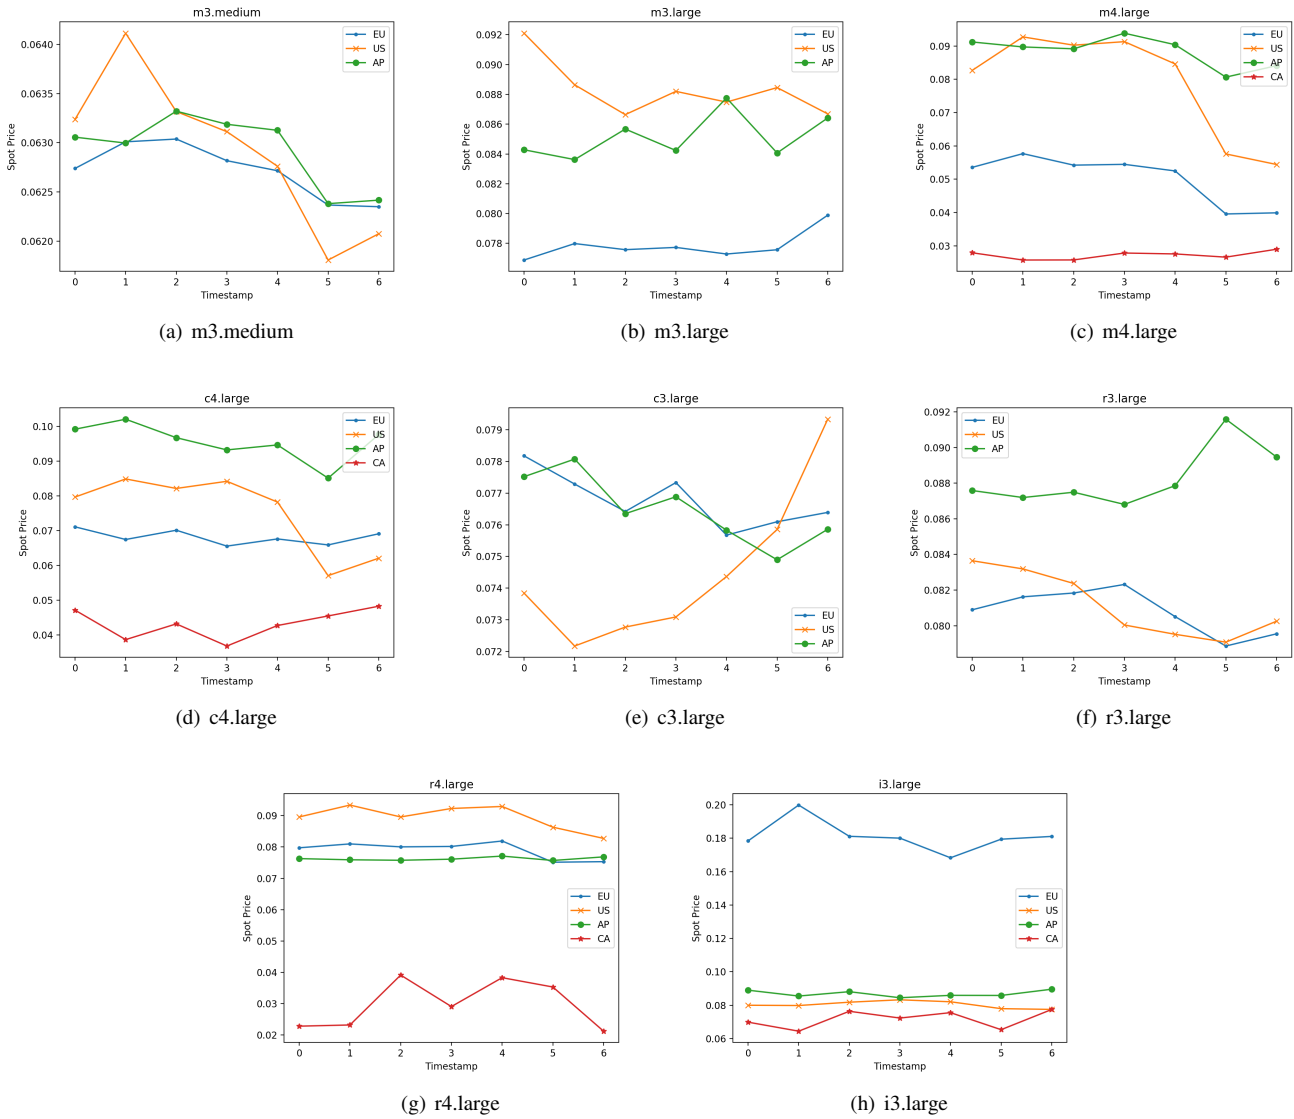 m3.medium
0.0640
0.0635
0.0630
0.0625
0.0620
Spot Price
0 1 2 3 4 5 6
Timestamp
EU
US
AP
(a) m3.medium
m3.large
0.092
0.090
0.088
0.086
0.084
0.082
0.080
0.078
Spot Price
0 1 2 3 4 5 6
Timestamp
EU
US
AP
(b) m3.large
m4.large
0.09
0.08
0.07
0.06
0.05
0.04
0.03
Spot Price
0 1 2 3 4 5 6
Timestamp
EU
US
AP
CA
(c) m4.large
c4.large
0.10
0.09
0.08
0.07
0.06
0.05
0.04
Spot Price
0 1 2 3 4 5 6
Timestamp
EU
US
AP
CA
(d) c4.large
c3.large
0.079
0.078
0.077
0.076
0.075
0.074
0.073
0.072
Spot Price
0 1 2 3 4 5 6
Timestamp
EU
US
AP
(e) c3.large
r3.large
0.092
0.090
0.088
0.086
0.084
0.082
0.080
Spot Price
0 1 2 3 4 5 6
Timestamp
EU
US
AP
(f) r3.large
r4.large
0.09
0.08
0.07
0.06
0.05
0.04
0.03
0.02
Spot Price
0 1 2 3 4 5 6
Timestamp
EU
US
AP
CA
(g) r4.large
i3.large
0.20
0.18
0.16
0.14
0.12
0.10
0.08
0.06
Spot Price
0 1 2 3 4 5 6
Timestamp
EU
US
AP
CA
(h) i3.large